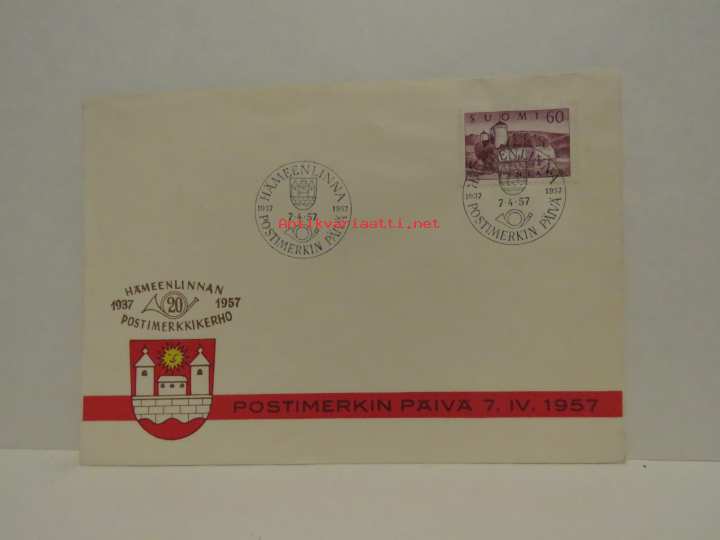 SUOMI 60
HÄMEENLINNA
1937 1957
7·4·57
POSTIMERKIN PÄIVÄ
HÄMEENLINNA
1937 1957
7·4·57
POSTIMERKIN PÄIVÄ
Antikvariaatti.net
HÄMEENLINNAN
1937 20 1957
POSTIMERKKIKERHO
POSTIMERKIN PÄIVÄ 7. IV. 1957